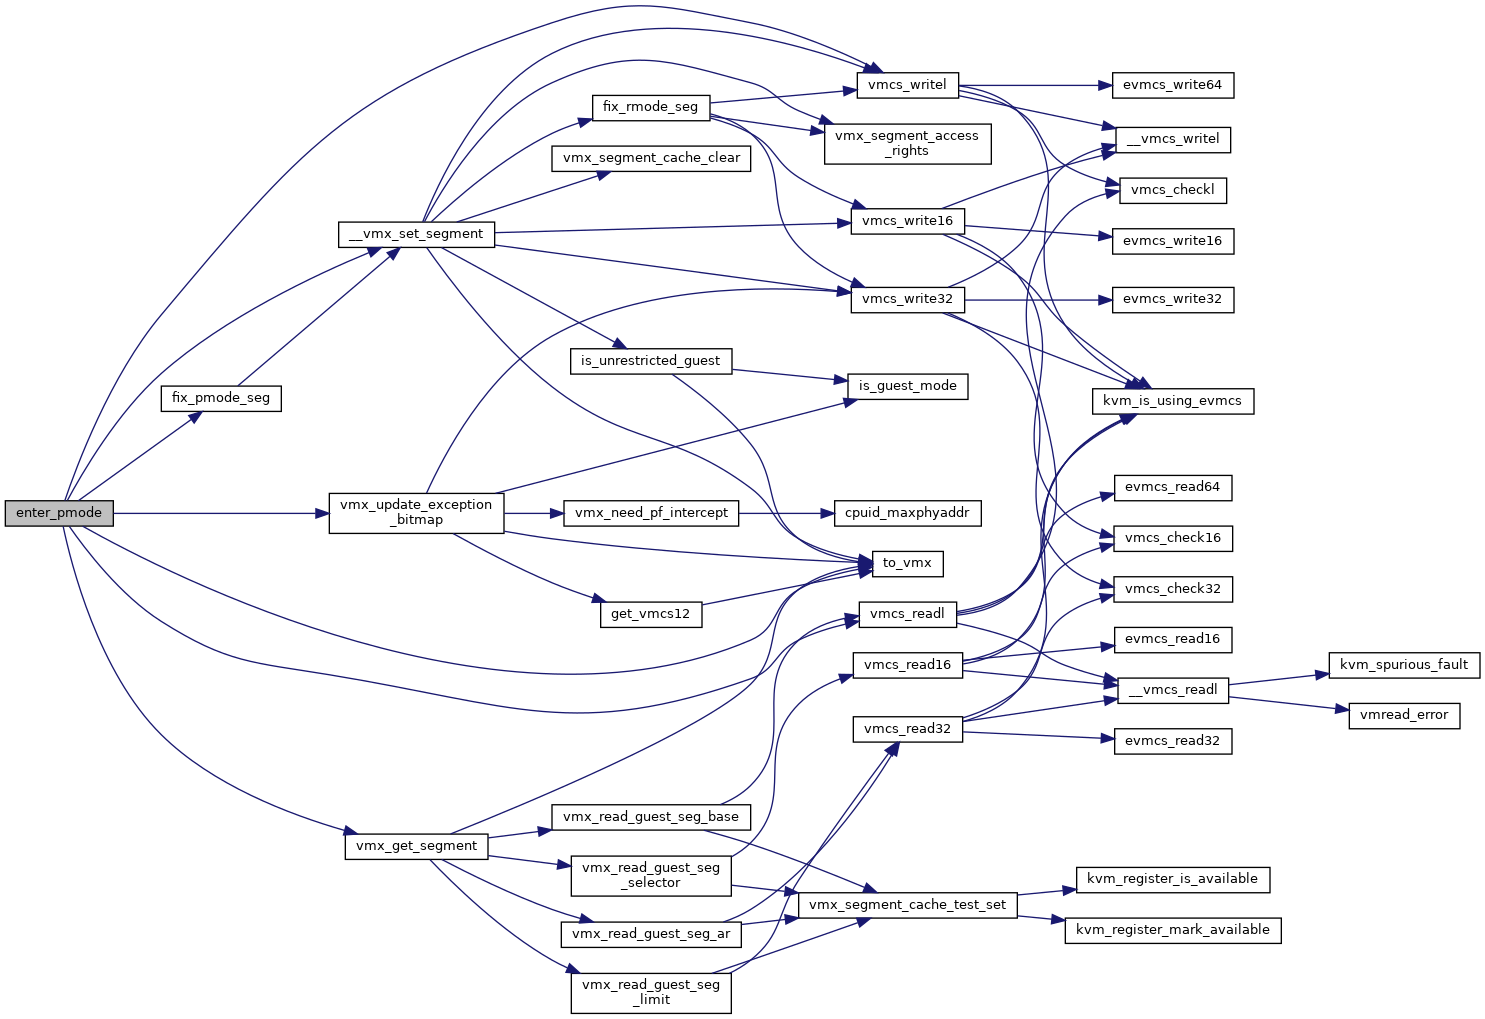 enter_pmode
fix_pmode_seg
__vmx_set_segment
vmx_update_exception
_bitmap
vmx_get_segment
fix_rmode_seg
vmx_segment_cache_clear
is_unrestricted_guest
vmx_need_pf_intercept
get_vmcs12
vmx_read_guest_seg_base
vmx_read_guest_seg
_selector
vmx_read_guest_seg_ar
vmx_read_guest_seg
_limit
vmcs_writel
vmx_segment_access
_rights
vmcs_write16
vmcs_write32
is_guest_mode
cpuid_maxphyaddr
to_vmx
vmcs_readl
vmcs_read16
vmcs_read32
vmx_segment_cache_test_set
evmcs_write64
__vmcs_writel
vmcs_checkl
evmcs_write16
evmcs_write32
kvm_is_using_evmcs
evmcs_read64
vmcs_check16
vmcs_check32
evmcs_read16
__vmcs_readl
evmcs_read32
kvm_register_is_available
kvm_register_mark_available
kvm_spurious_fault
vmread_error